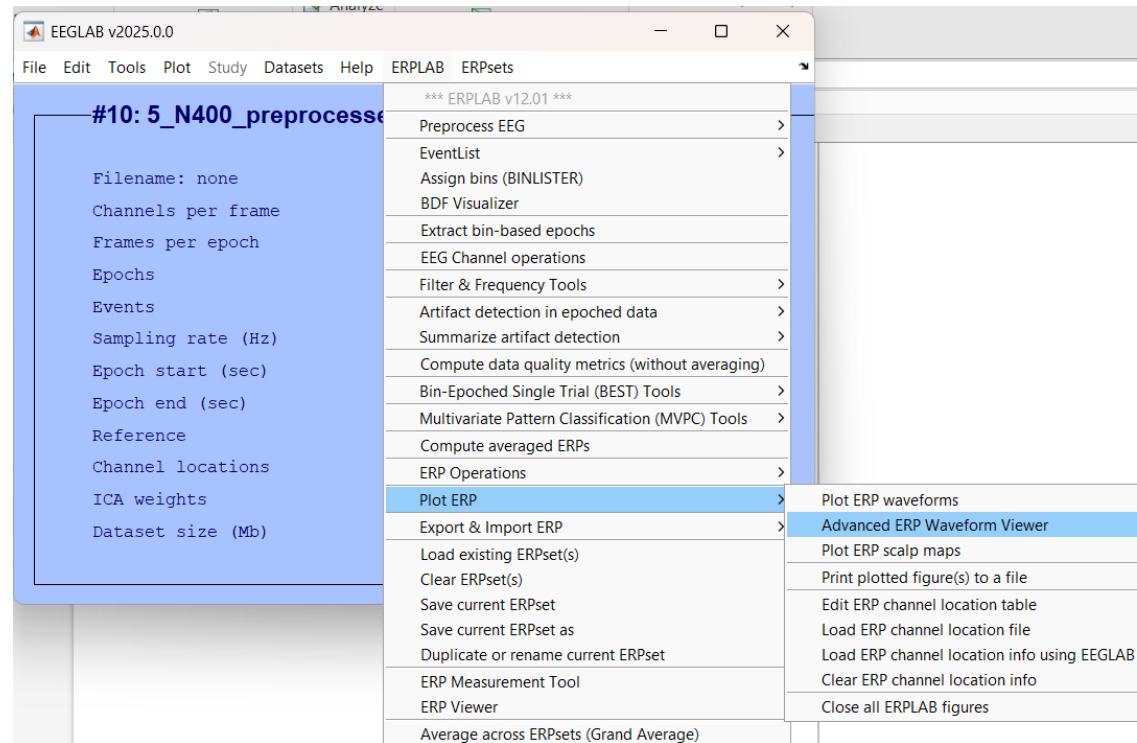 Analyze
EEGLAB v2025.0.0
File Edit Tools Plot Study Datasets Help ERPLAB ERPsets
#10: 5_N400_preprocesse
Filename: none
Channels per frame
Frames per epoch
Epochs
Events
Sampling rate (Hz)
Epoch start (sec)
Epoch end (sec)
Reference
Channel locations
ICA weights
Dataset size (Mb)
*** ERPLAB v12.01 ***
Preprocess EEG
EventList
Assign bins (BINLISTER)
BDF Visualizer
Extract bin-based epochs
EEG Channel operations
Filter & Frequency Tools
Artifact detection in epoched data
Summarize artifact detection
Compute data quality metrics (without averaging)
Bin-Epoched Single Trial (BEST) Tools
Multivariate Pattern Classification (MVPC) Tools
Compute averaged ERPs
ERP Operations
Plot ERP
Export & Import ERP
Load existing ERPset(s)
Clear ERPset(s)
Save current ERPset
Save current ERPset as
Duplicate or rename current ERPset
ERP Measurement Tool
ERP Viewer
Average across ERPsets (Grand Average)
Plot ERP waveforms
Advanced ERP Waveform Viewer
Plot ERP scalp maps
Print plotted figure(s) to a file
Edit ERP channel location table
Load ERP channel location file
Load ERP channel location info using EEGLAB
Clear ERP channel location info
Close all ERPLAB figures